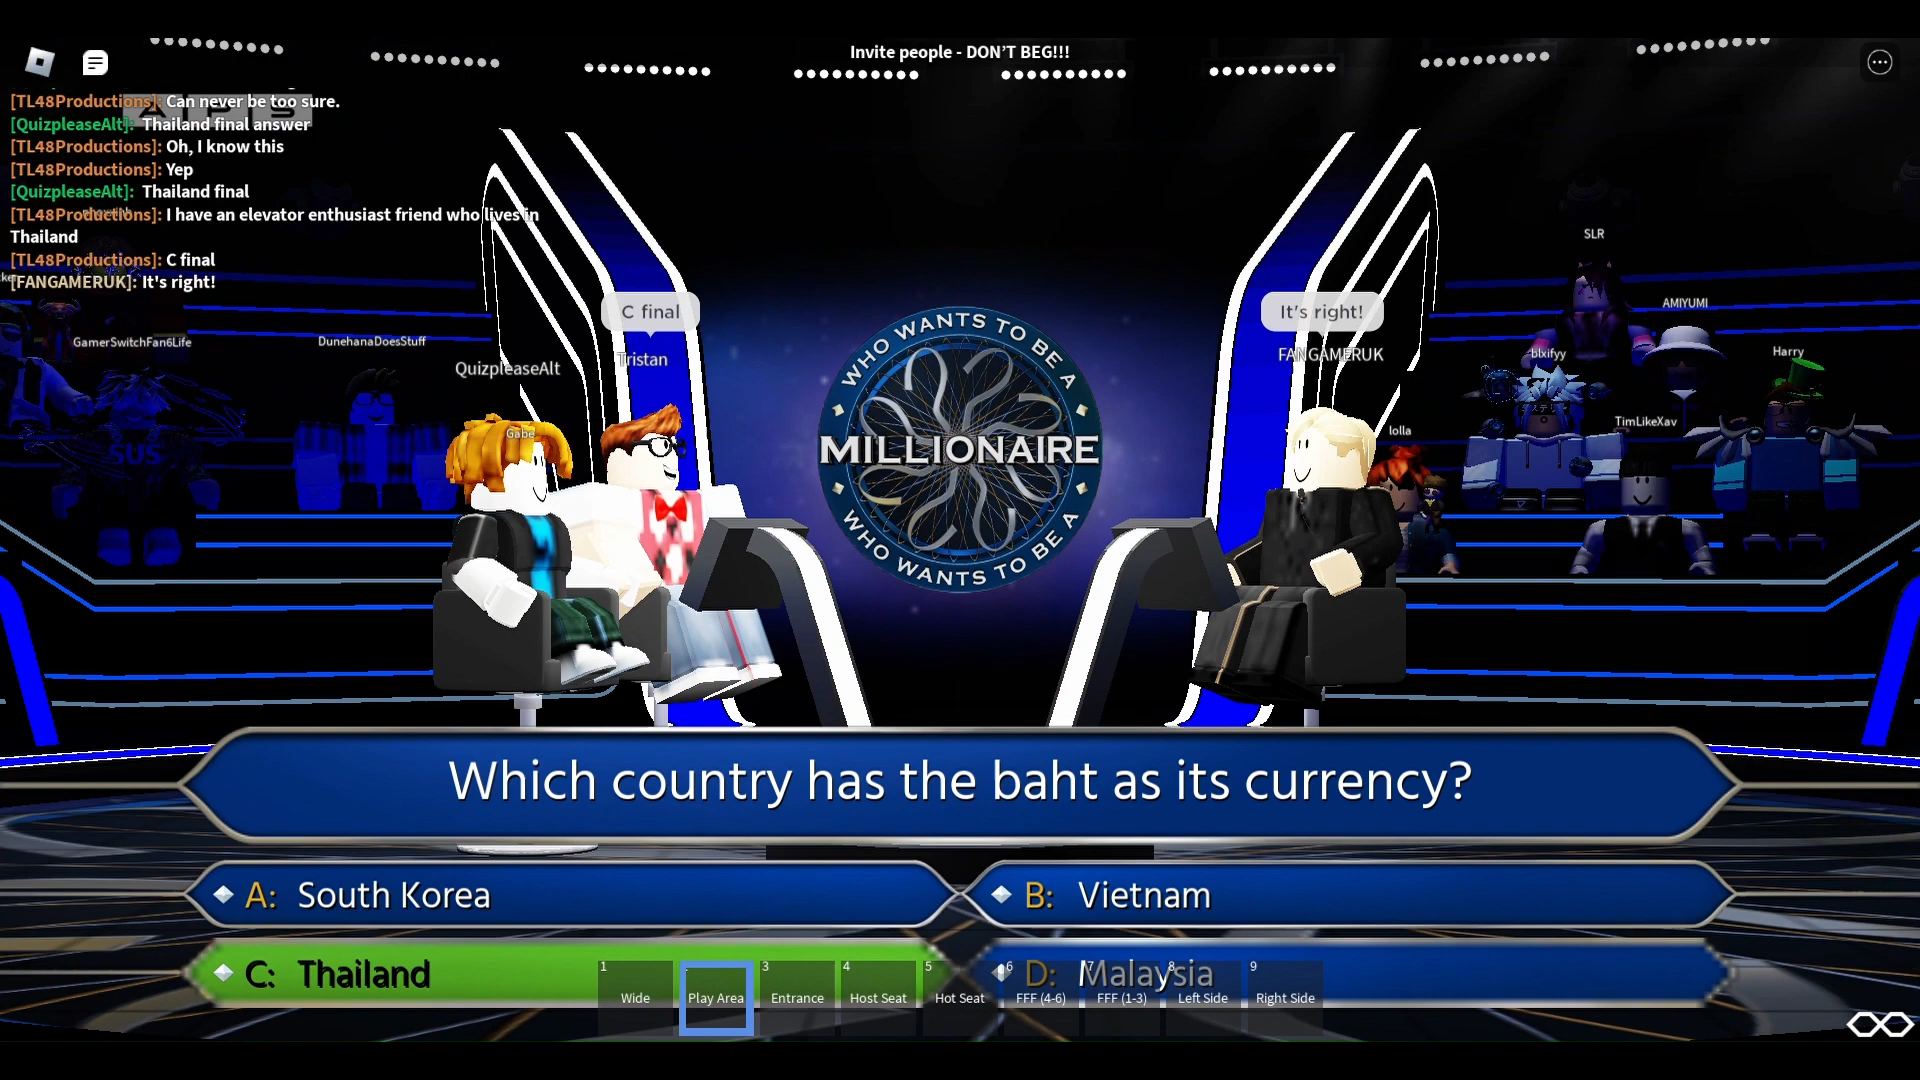 Invite people - DON'T BEG!!!
[TL48Productions]: Can never be too sure.
APS
[QuizpleaseAlt]: Thailand final answer
[TL48Productions]: Oh, I know this
[TL48Productions]: Yep
[QuizpleaseAlt]: Thailand final
[TL48Productions]: I have an elevator enthusiast friend who lives in
Thailand
[TL48Productions]: C final
[FANGAMERUK]: It's right!
SLR
AMIYUMI
C final
It's right!
GamerSwitchFan6Life
DunehanaDoesStuff
QuizpleaseAlt
Tristan
FANGAMERUK
blxifyy
Harry
Gabe
lolla
TimLikeXav
SUS
WHO WANTS TO BE A
MILLIONAIRE
WHO WANTS TO BE A
Which country has the baht as its currency?
A: South Korea
B: Vietnam
C: Thailand
D: Malaysia
1 Wide
Play Area
3 Entrance
4 Host Seat
5 Hot Seat
6 FFF (4-6)
7 FFF (1-3)
8 Left Side
9 Right Side